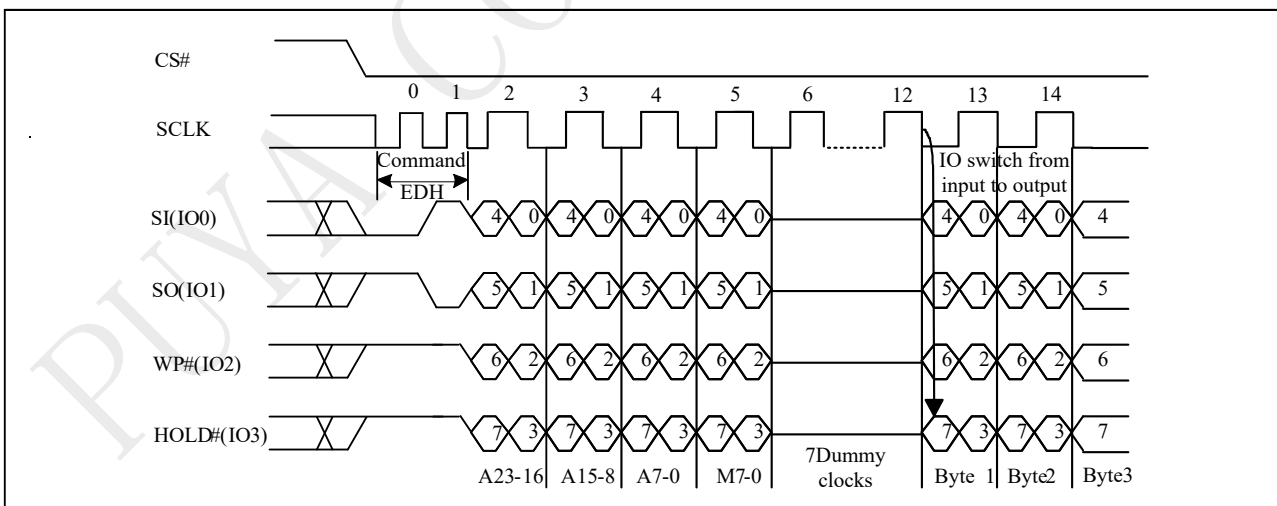 PUYA CO
CS#
0 1 2 3 4 5 6 12 13 14
SCLK
Command
EDH
IO switch from
input to output
SI(IO0) 4 0 4 0 4 0 4 0 4 0 4 0 4
SO(IO1) 5 1 5 1 5 1 5 1 5 1 5 1 5
WP#(IO2) 6 2 6 2 6 2 6 2 6 2 6 2 6
HOLD#(IO3) 7 3 7 3 7 3 7 3 7 3 7 3 7
A23-16 A15-8 A7-0 M7-0 7Dummy
clocks Byte 1 Byte2 Byte3